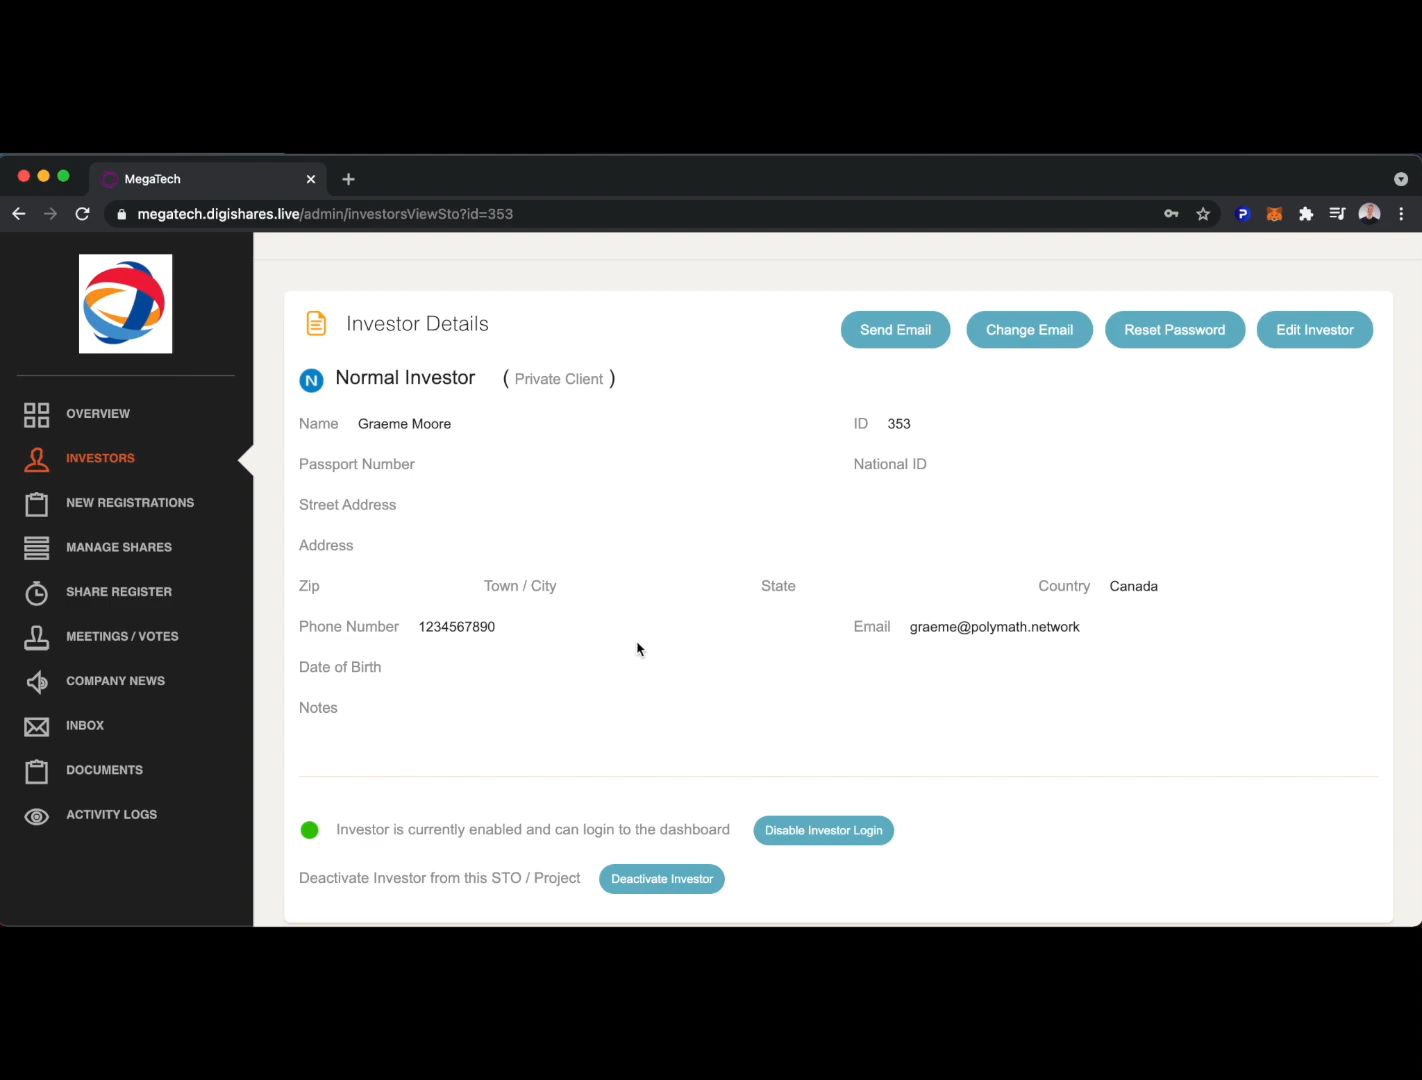 MegaTech
megatech.digishares.live/admin/investorsViewSto?id=353
Investor Details
Send Email
Change Email
Reset Password
Edit Investor
N Normal Investor ( Private Client )
Name Graeme Moore
ID 353
Passport Number
National ID
Street Address
Address
Zip Town / City State Country Canada
Phone Number 1234567890
Email graeme@polymath.network
Date of Birth
Notes
Investor is currently enabled and can login to the dashboard
Disable Investor Login
Deactivate Investor from this STO / Project
Deactivate Investor
OVERVIEW
INVESTORS
NEW REGISTRATIONS
MANAGE SHARES
SHARE REGISTER
MEETINGS / VOTES
COMPANY NEWS
INBOX
DOCUMENTS
ACTIVITY LOGS